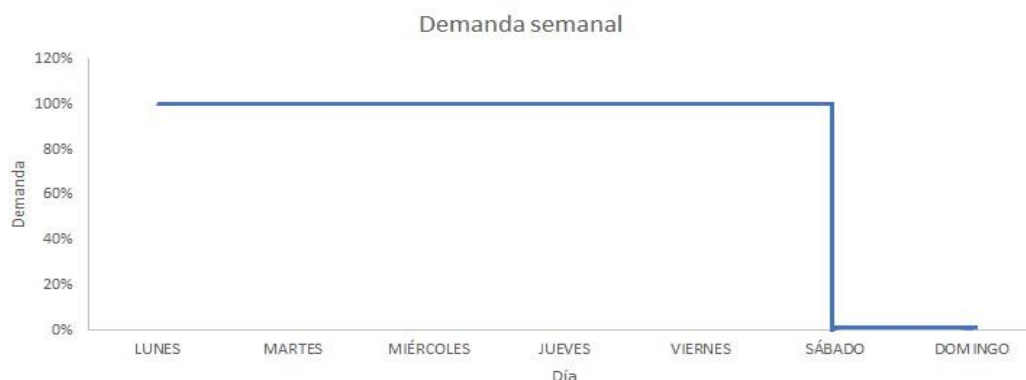 Demanda semanal
120%
100%
80%
60%
40%
20%
0%
Demanda
LUNES MARTES MIÉRCOLES JUEVES VIERNES SÁBADO DOMINGO
Día